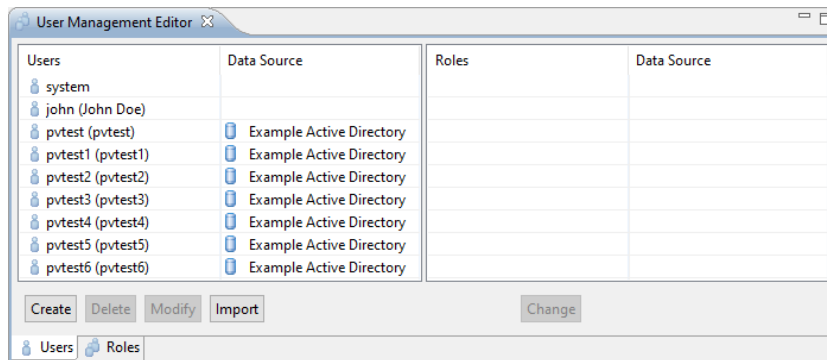 User Management Editor
Users Data Source Roles Data Source
system
john (John Doe)
pvtest (pvtest) Example Active Directory
pvtest1 (pvtest1) Example Active Directory
pvtest2 (pvtest2) Example Active Directory
pvtest3 (pvtest3) Example Active Directory
pvtest4 (pvtest4) Example Active Directory
pvtest5 (pvtest5) Example Active Directory
pvtest6 (pvtest6) Example Active Directory
Create Delete Modify Import Change
Users Roles